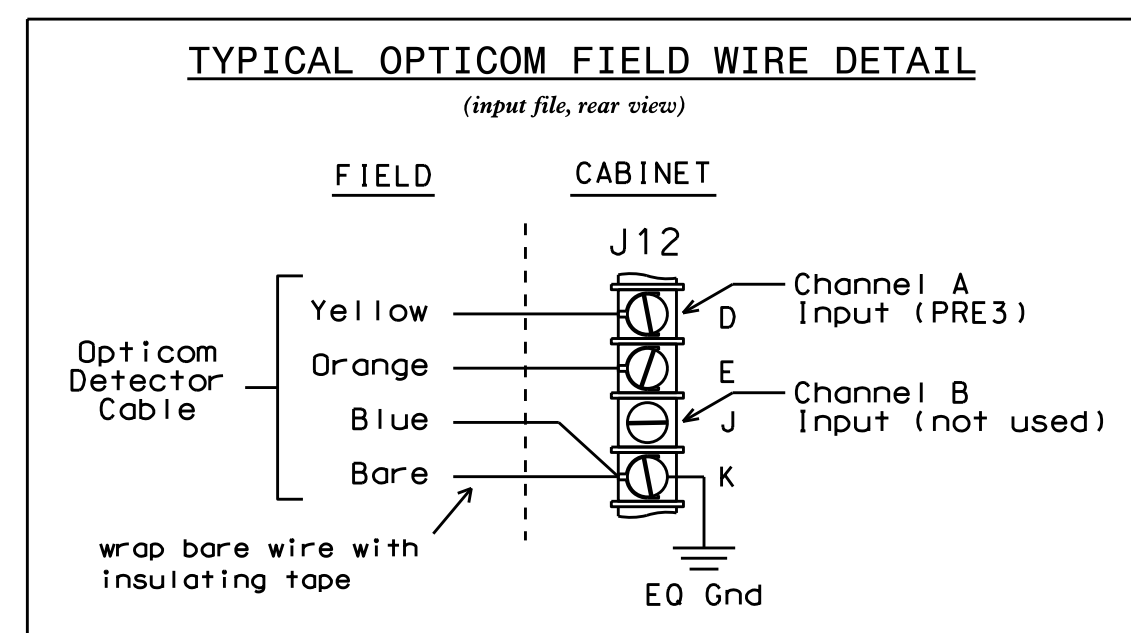 TYPICAL OPTICOM FIELD WIRE DETAIL
(input file, rear view)
FIELD
CABINET
J12
Opticom
Detector
Cable
Yellow
Orange
Blue
Bare
D
E
J
K
Channel A
Input (PRE3)
Channel B
Input (not used)
wrap bare wire with
insulating tape
EQ Gnd